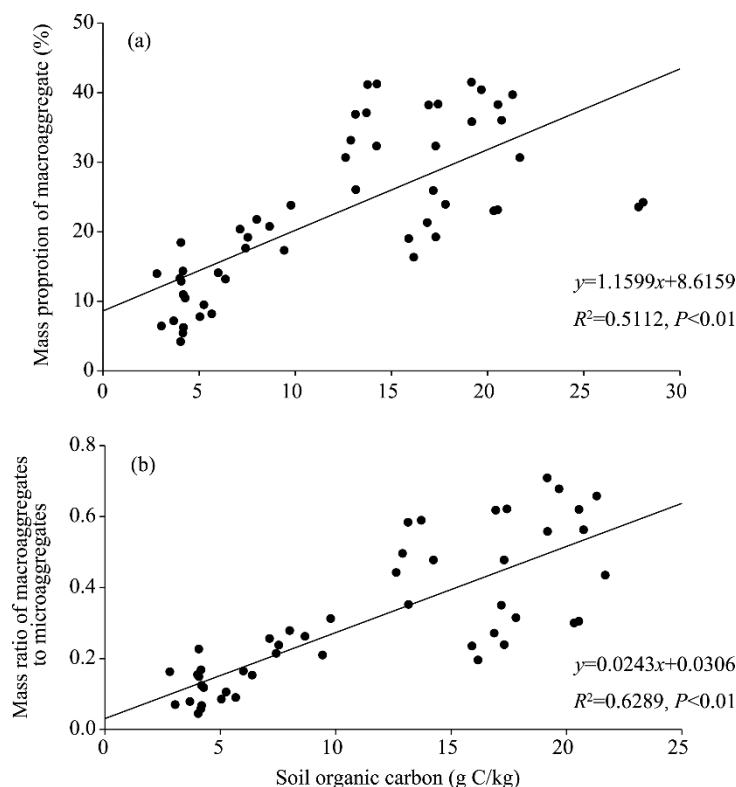 (a)
Mass proprotion of macroaggregate (%)
50
40
30
20
10
0
y=1.1599x+8.6159
R²=0.5112, P<0.01
0 5 10 15 20 25 30
(b)
Mass ratio of macroaggregates
to microaggregates
0.8
0.6
0.4
0.2
0.0
y=0.0243x+0.0306
R²=0.6289, P<0.01
0 5 10 15 20 25
Soil organic carbon (g C/kg)